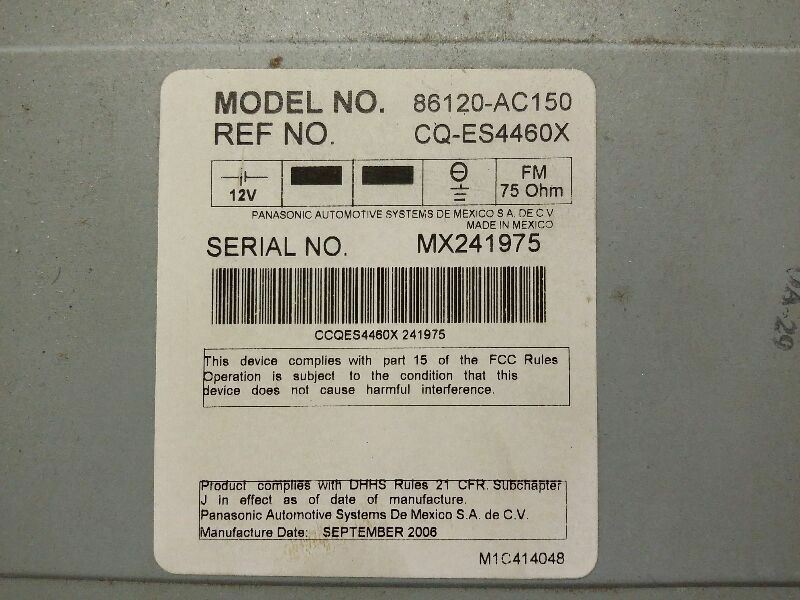 MODEL NO. 86120-AC150
REF NO. CQ-ES4460X
12V
FM
75 Ohm
PANASONIC AUTOMOTIVE SYSTEMS DE MEXICO S A. DE C V
MADE IN MEXICO
SERIAL NO. MX241975
CCQES4460X 241975
This device complies with part 15 of the FCC Rules
Operation is subject to the condition that this
device does not cause harmful interference.
Product complies with DHHS Rules 21 CFR. Subchapter
J in effect as of date of manufacture.
Panasonic Automotive Systems De Mexico S.A. de C.V.
Manufacture Date: SEPTEMBER 2006
M1C414048